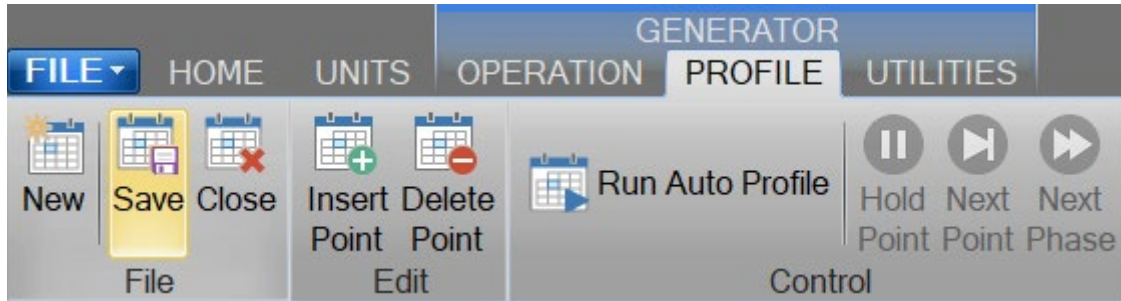 GENERATOR
FILE HOME UNITS OPERATION PROFILE UTILITIES
New Save Close Insert Delete Run Auto Profile Hold Next Next
Point Point Point Point Phase
File Edit Control